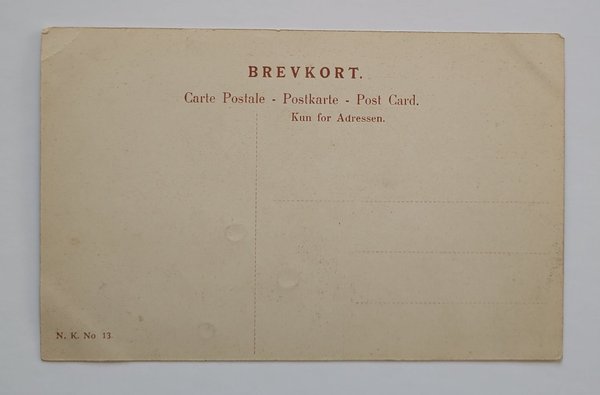 BREVKORT.
Carte Postale - Postkarte - Post Card.
Kun for Adressen.
N. K. No 13.